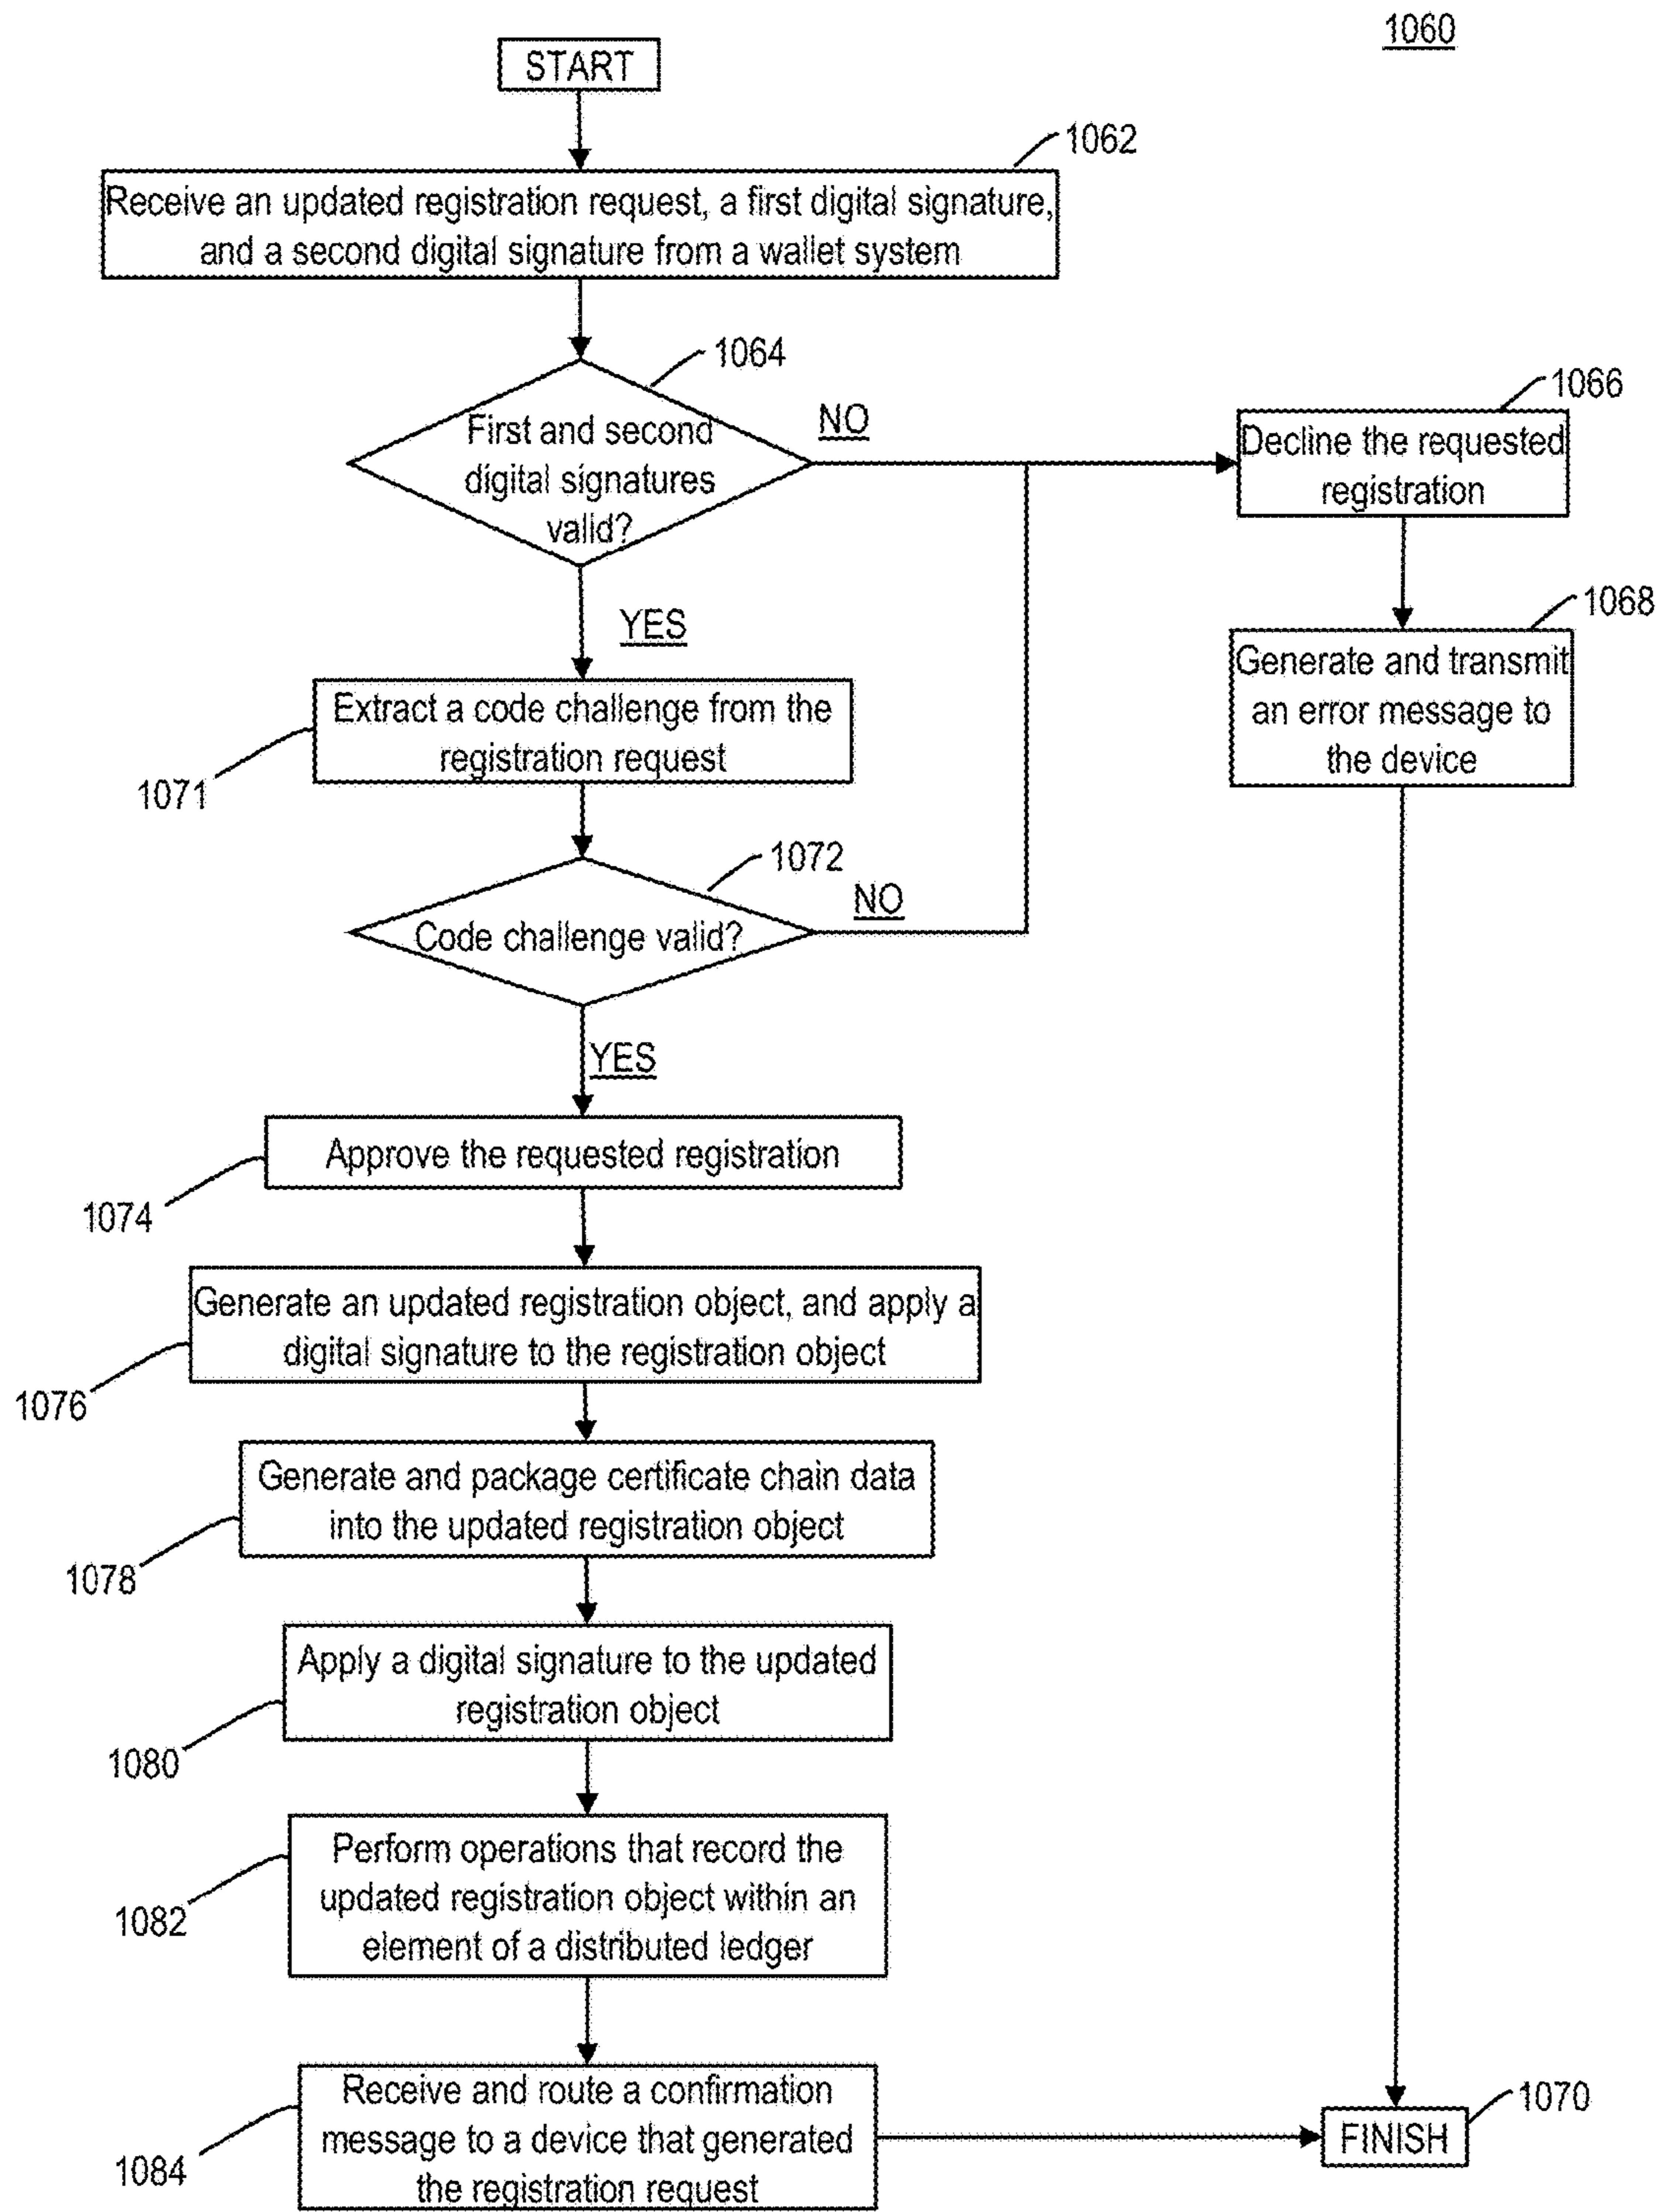 1060
START
1062
Receive an updated registration request, a first digital signature,
and a second digital signature from a wallet system
1064
First and second
digital signatures
valid?
NO
1066
Decline the requested
registration
1068
Generate and transmit
an error message to
the device
YES
Extract a code challenge from the
registration request
1071
1072
Code challenge valid?
NO
YES
Approve the requested registration
1074
Generate an updated registration object, and apply a
digital signature to the registration object
1076
Generate and package certificate chain data
into the updated registration object
1078
Apply a digital signature to the updated
registration object
1080
Perform operations that record the
updated registration object within an
element of a distributed ledger
1082
Receive and route a confirmation
message to a device that generated
the registration request
1084
1070
FINISH